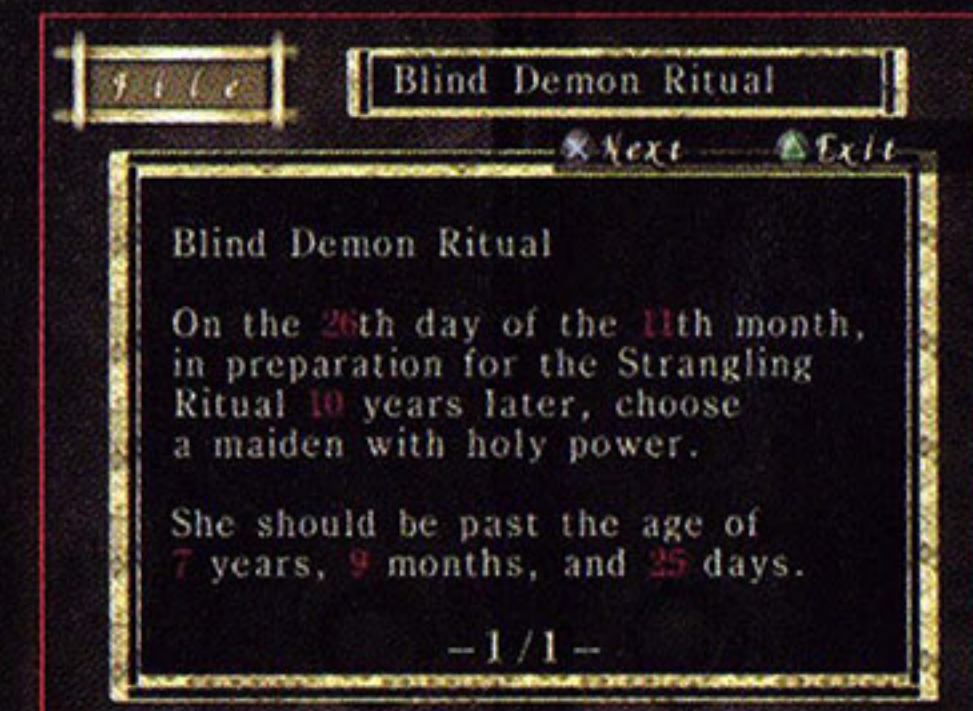 File
Blind Demon Ritual
Next
Exit
Blind Demon Ritual
On the 26th day of the 11th month,
in preparation for the Strangling
Ritual 10 years later, choose
a maiden with holy power.
She should be past the age of
7 years, 9 months, and 25 days.
-1/1-